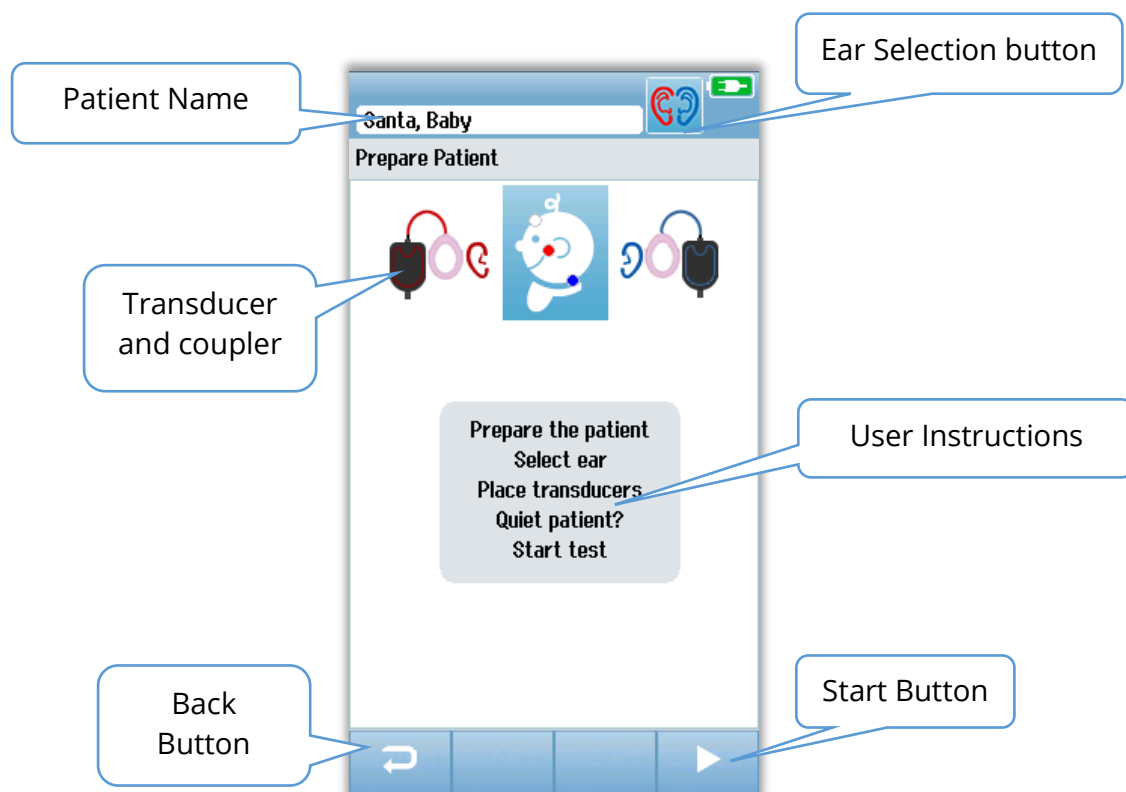 Ear Selection button
Patient Name
Santa, Baby
Prepare Patient
Transducer
and coupler
Prepare the patient
Select ear
Place transducers
Quiet patient?
Start test
User Instructions
Back
Button
Start Button